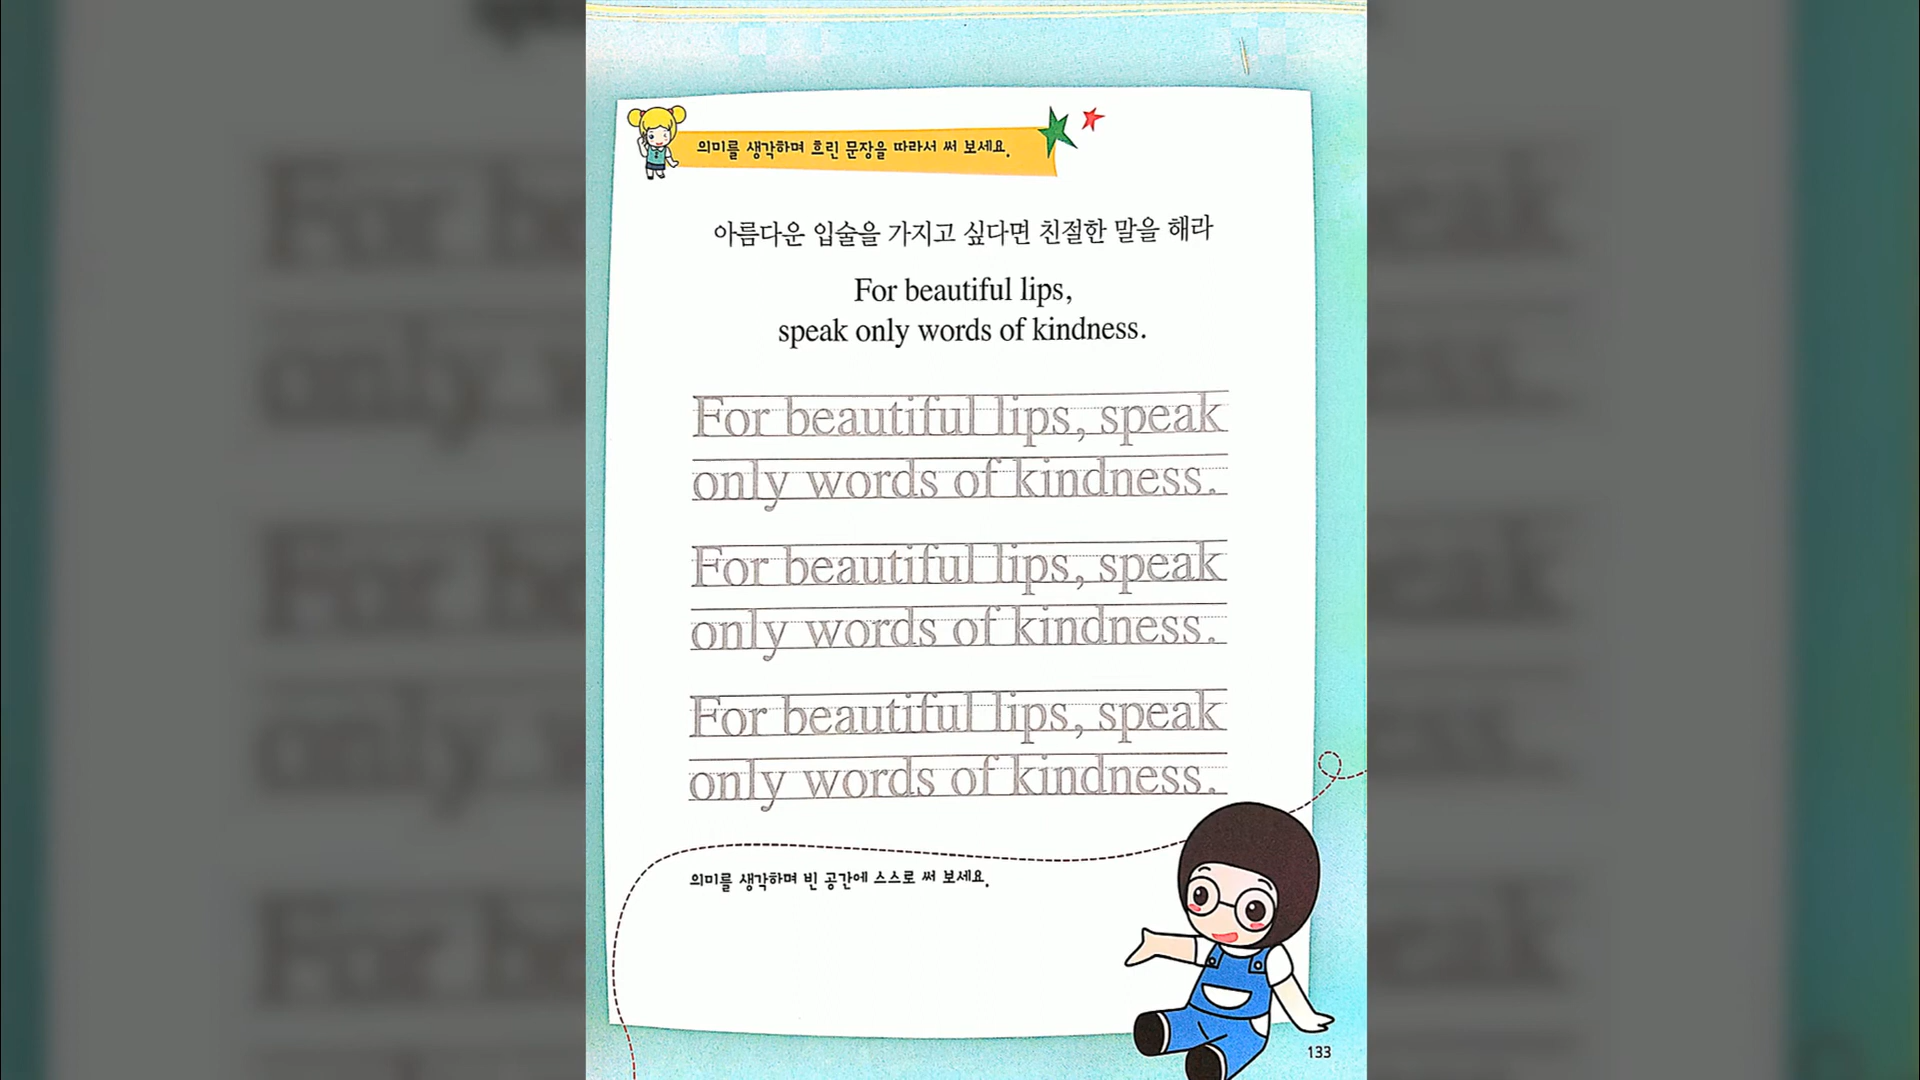 의미를 생각하며 흐린 문장을 따라서 써 보세요.
아름다운 입술을 가지고 싶다면 친절한 말을 해라
For beautiful lips,
speak only words of kindness.
For beautiful lips, speak
only words of kindness.
For beautiful lips, speak
only words of kindness.
For beautiful lips, speak
only words of kindness.
의미를 생각하며 빈 공간에 스스로 써 보세요.
133